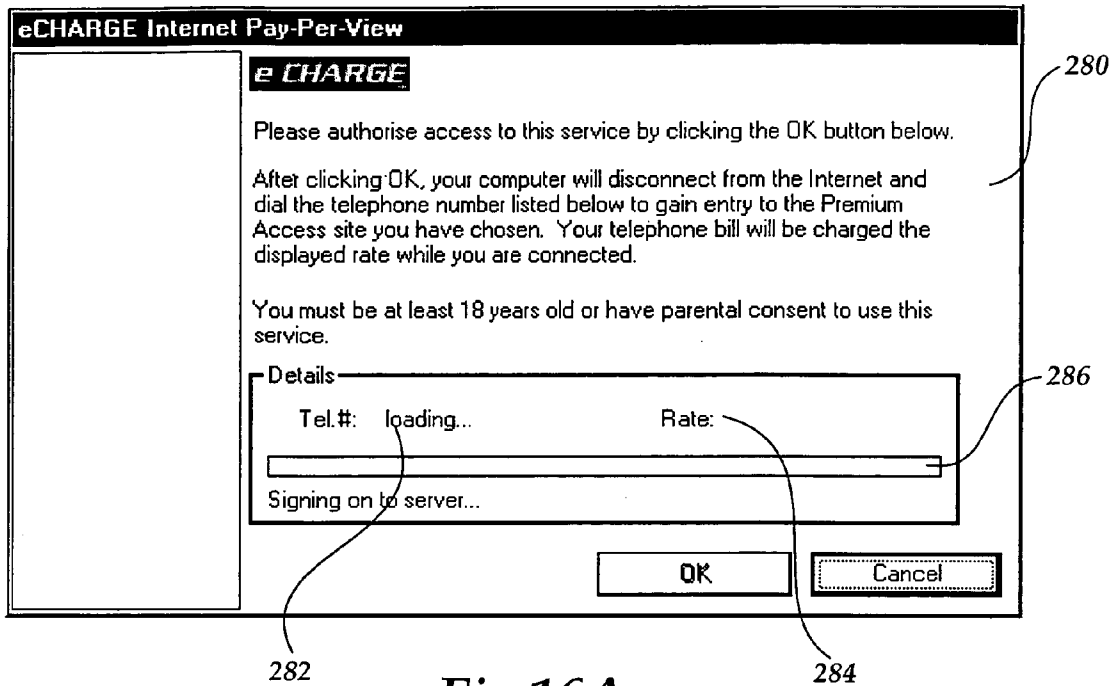 eCHARGE Internet Pay-Per-View
e CHARGE
280
Please authorise access to this service by clicking the OK button below.
After clicking OK, your computer will disconnect from the Internet and
dial the telephone number listed below to gain entry to the Premium
Access site you have chosen. Your telephone bill will be charged the
displayed rate while you are connected.
You must be at least 18 years old or have parental consent to use this
service.
Details
286
Tel.#: loading... Rate:
Signing on to server...
OK Cancel
282 284
Fig. 16A